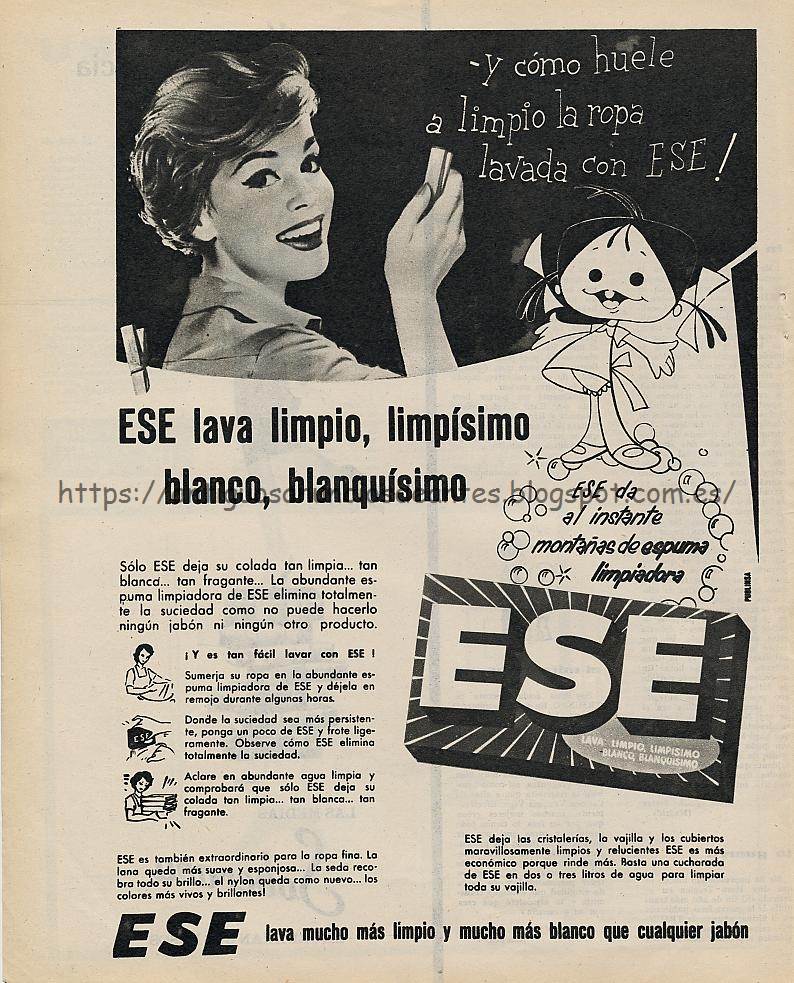 -y cómo huele
a limpio la ropa
lavada con ESE!
ESE lava limpio, limpísimo
blanco, blanquísimo
ESE da
al instante
montañas de espuma
limpiadora
PUBLINSA
Sólo ESE deja su colada tan limpia... tan
blanca... tan fragante... La abundante es-
puma limpiadora de ESE elimina totalmen-
te la suciedad como no puede hacerlo
ningún jabón ni ningún otro producto.
¡Y es tan fácil lavar con ESE!
Sumerja su ropa en la abundante es-
puma limpiadora de ESE y déjela en
remojo durante algunas horas.
Donde la suciedad sea más persisten-
te, ponga un poco de ESE y frote lige-
ramente. Observe cómo ESE elimina
totalmente la suciedad.
ESE
Aclare en abundante agua limpia y
comprobará que sólo ESE deja su
colada tan limpia... tan blanca... tan
fragante.
ESE
LAVA LIMPIO, LIMPISIMO
BLANCO, BLANQUISIMO
ESE es también extraordinario para la ropa fina. La
lana queda más suave y esponjosa... La seda reco-
bra todo su brillo... el nylon queda como nuevo... los
colores más vivos y brillantes!
ESE deja las cristalerías, la vajilla y los cubiertos
maravillosamente limpios y relucientes ESE es más
económico porque rinde más. Basta una cucharada
de ESE en dos o tres litros de agua para limpiar
toda su vajilla.
ESE lava mucho más limpio y mucho más blanco que cualquier jabón